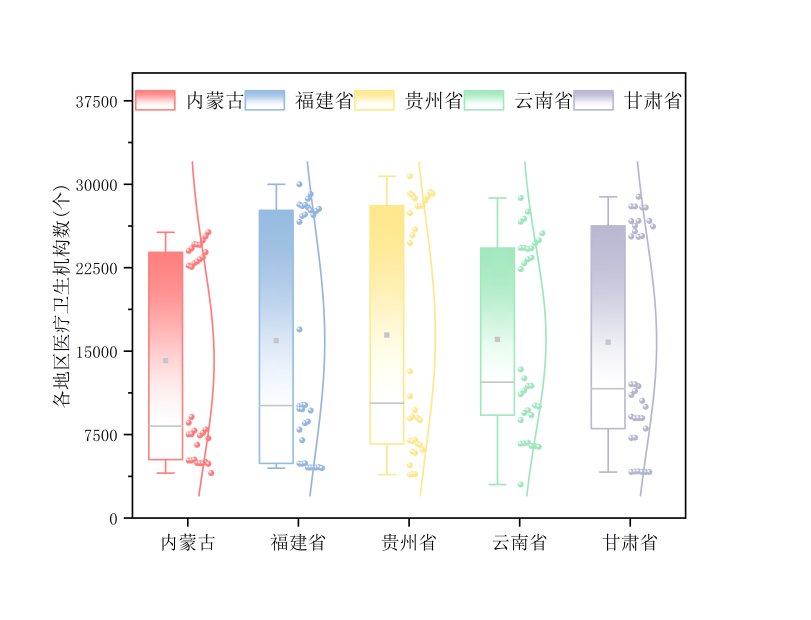 内蒙古 福建省 贵州省 云南省 甘肃省
各地区医疗卫生机构数(个)
37500
30000
22500
15000
7500
0
内蒙古 福建省 贵州省 云南省 甘肃省